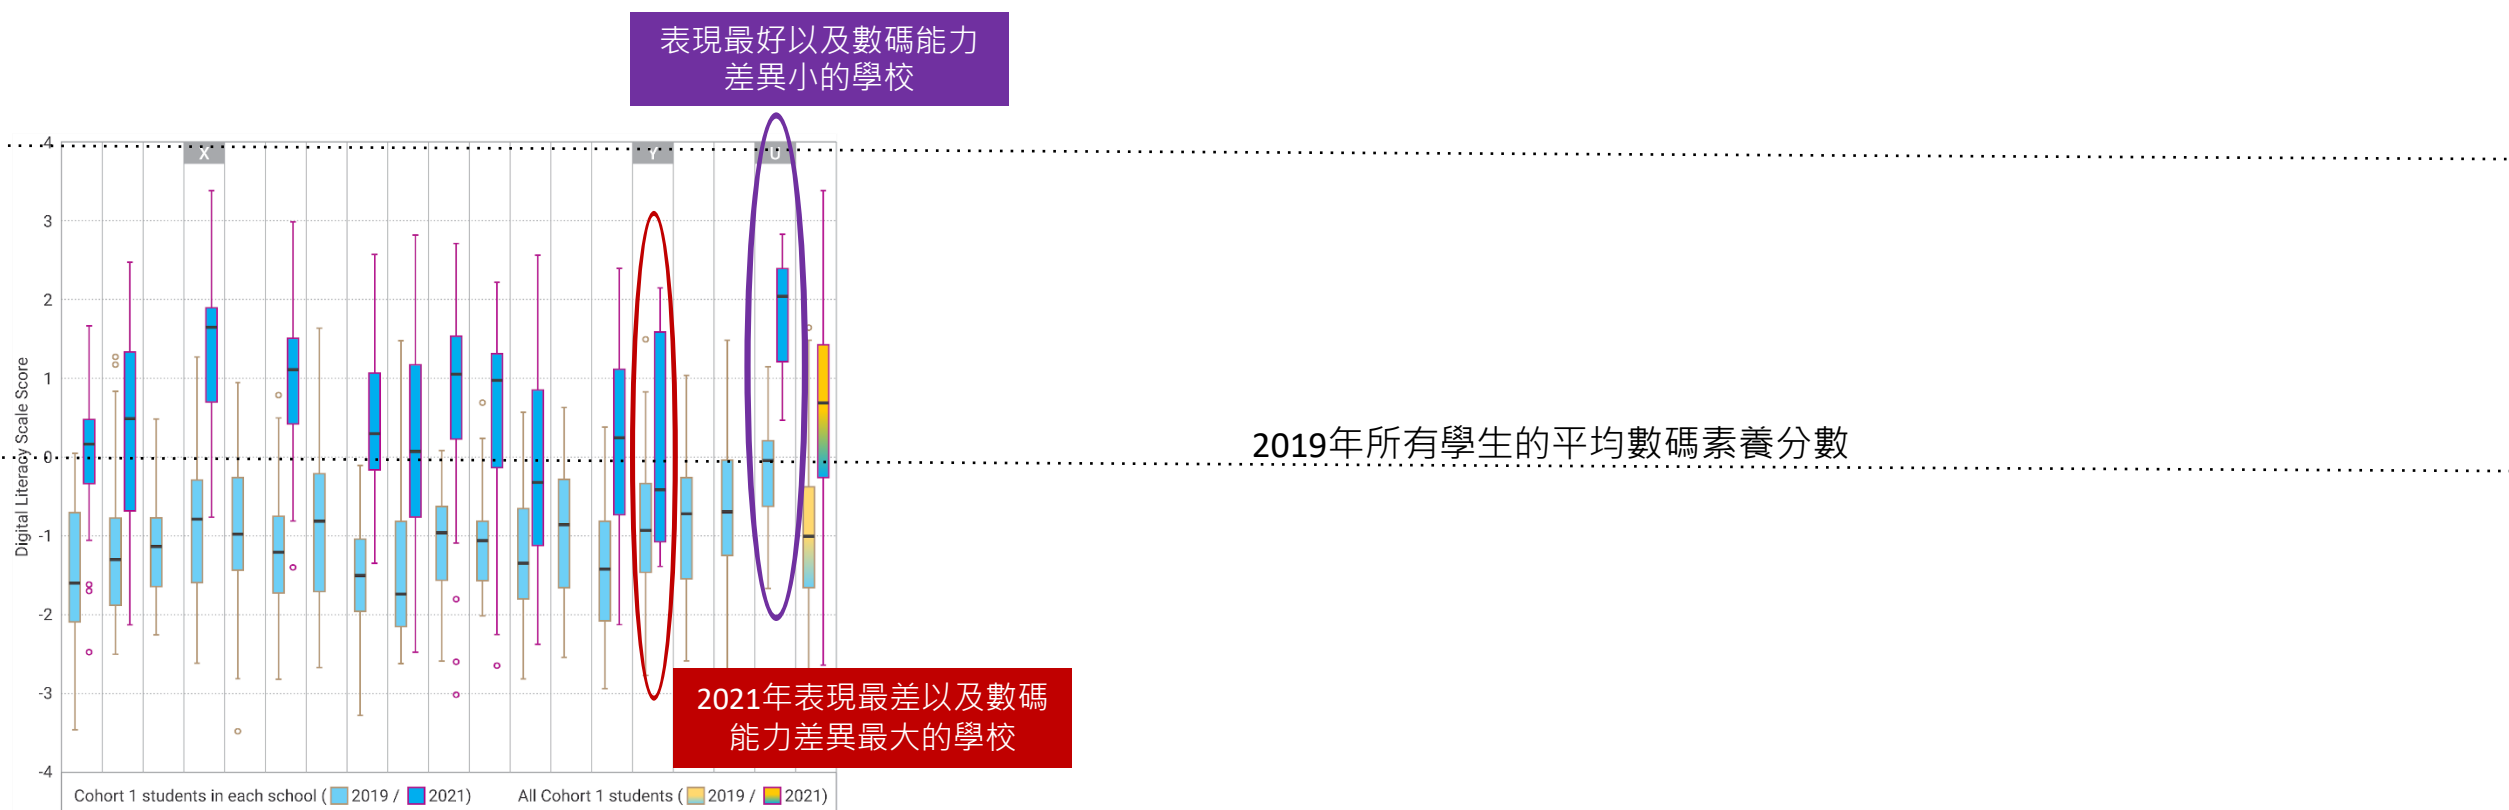 表現最好以及數碼能力
差異小的學校
X
Y
U
4
3
2
1
0
-1
-2
-3
-4
Digital Literacy Scale Score
2019年所有學生的平均數碼素養分數
2021年表現最差以及數碼
能力差異最大的學校
Cohort 1 students in each school ( 2019 / 2021) All Cohort 1 students ( 2019 / 2021)